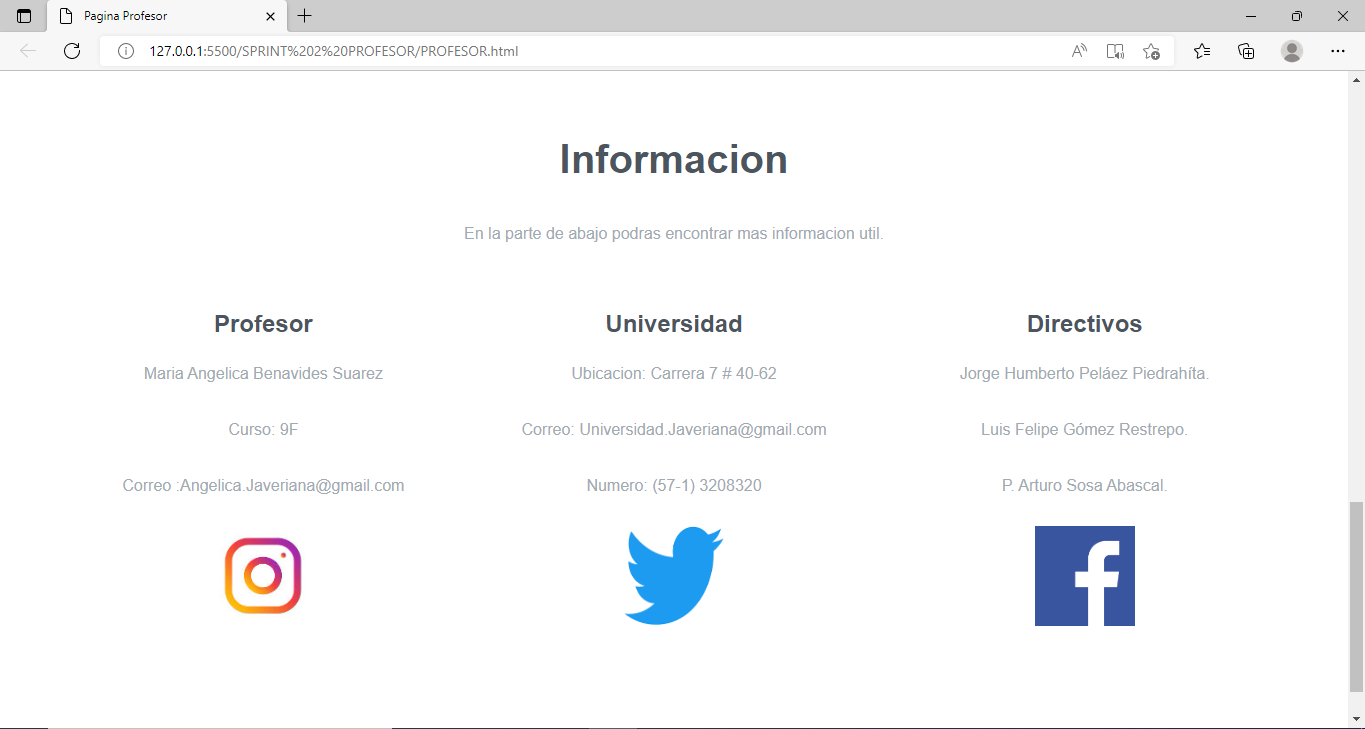 Pagina Profesor
127.0.0.1:5500/SPRINT%202%20PROFESOR/PROFESOR.html
Informacion
En la parte de abajo podras encontrar mas informacion util.
Profesor
Maria Angelica Benavides Suarez
Curso: 9F
Correo :Angelica.Javeriana@gmail.com
Universidad
Ubicacion: Carrera 7 # 40-62
Correo: Universidad.Javeriana@gmail.com
Numero: (57-1) 3208320
Directivos
Jorge Humberto Peláez Piedrahíta.
Luis Felipe Gómez Restrepo.
P. Arturo Sosa Abascal.